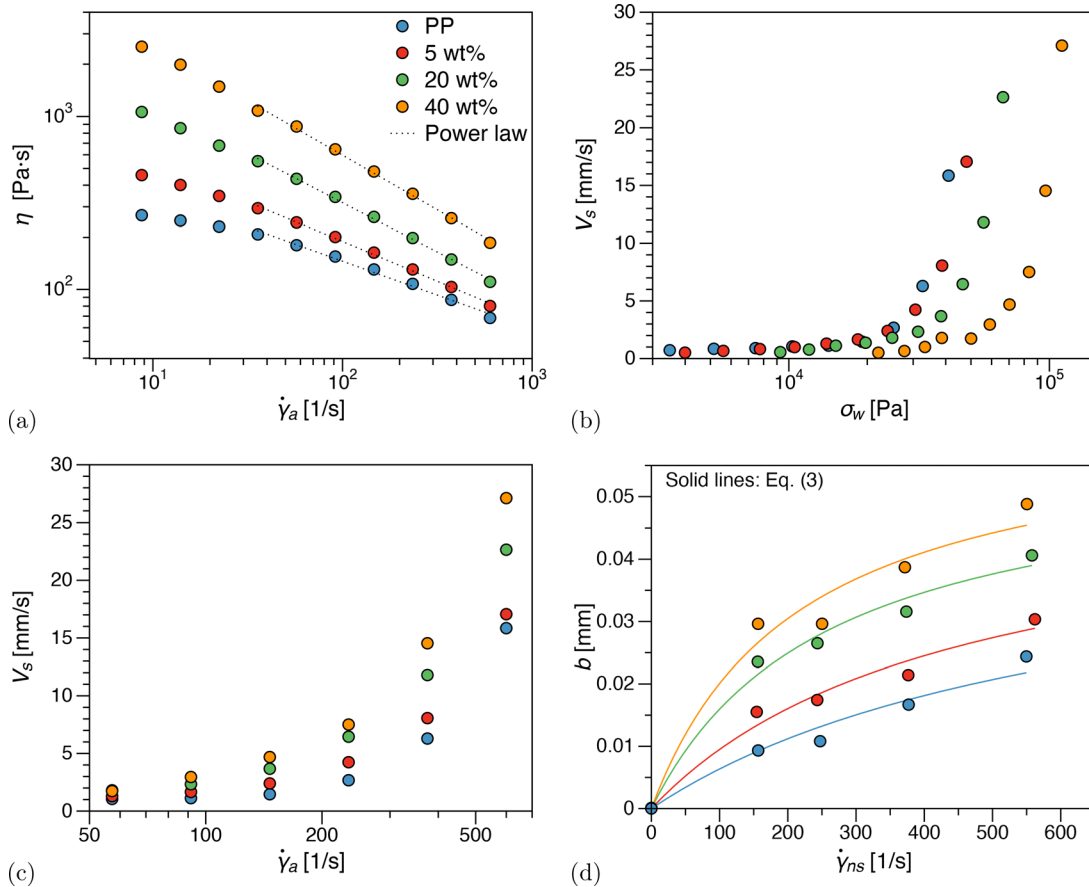 PP
5 wt%
20 wt%
40 wt%
Power law
10³
10²
η [Pa·s]
10¹ 10² 10³
γ̇ₐ [1/s]
(a)
30
25
20
15
10
5
0
Vₛ [mm/s]
10⁴ 10⁵
σ_w [Pa]
(b)
30
25
20
15
10
5
0
Vₛ [mm/s]
50 100 200 500
γ̇ₐ [1/s]
(c)
Solid lines: Eq. (3)
0.05
0.04
0.03
0.02
0.01
0
b [mm]
0 100 200 300 400 500 600
γ̇ₙₛ [1/s]
(d)